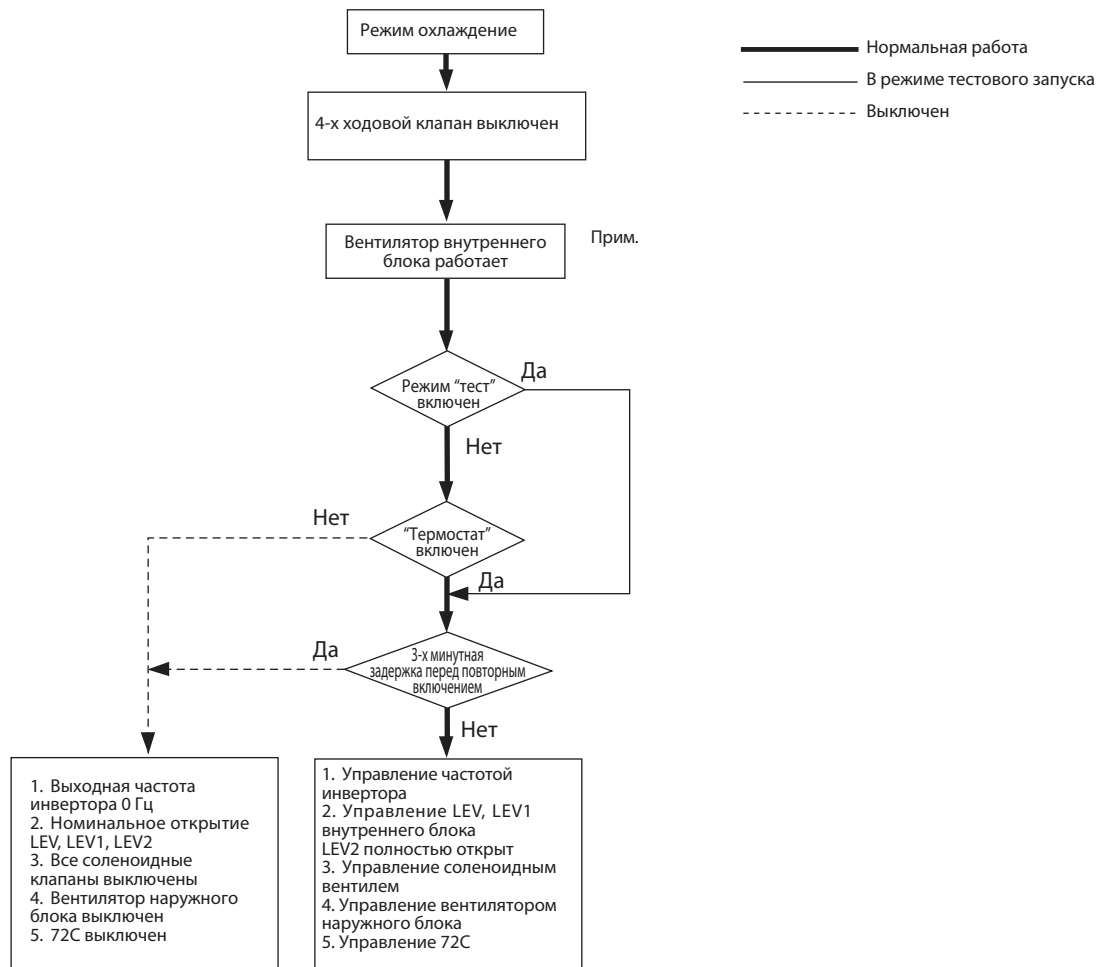 Режим охлаждение
Нормальная работа
В режиме тестового запуска
Выключен
4-х ходовой клапан выключен
Вентилятор внутреннего
блока работает
Прим.
Да
Режим “тест”
включен
Нет
Нет
“Термостат”
включен
Да
Да
3-х минутная
задержка перед повторным
включением
Нет
1. Выходная частота
инвертора 0 Гц
2. Номинальное открытие
LEV, LEV1, LEV2
3. Все соленоидные
клапаны выключены
4. Вентилятор наружного
блока выключен
5. 72C выключен
1. Управление частотой
инвертора
2. Управление LEV, LEV1
внутреннего блока
LEV2 полностью открыт
3. Управление соленоидным
вентилем
4. Управление вентилятором
наружного блока
5. Управление 72C